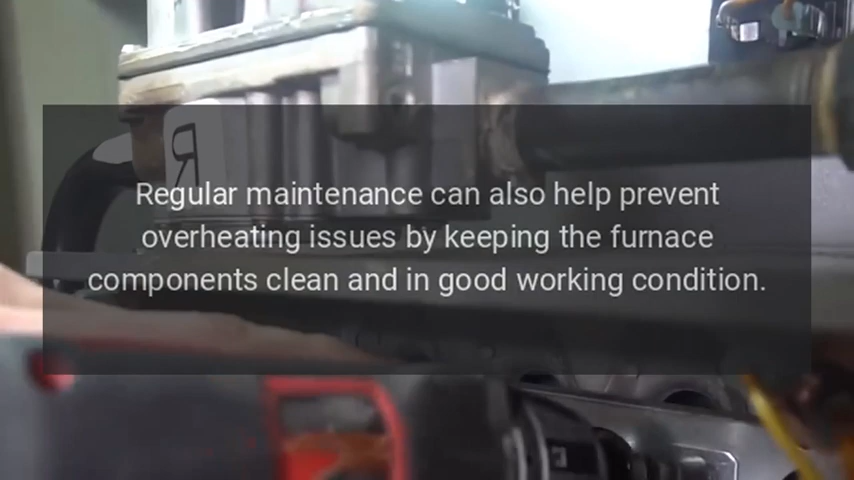 R
Regular maintenance can also help prevent
overheating issues by keeping the furnace
components clean and in good working condition.